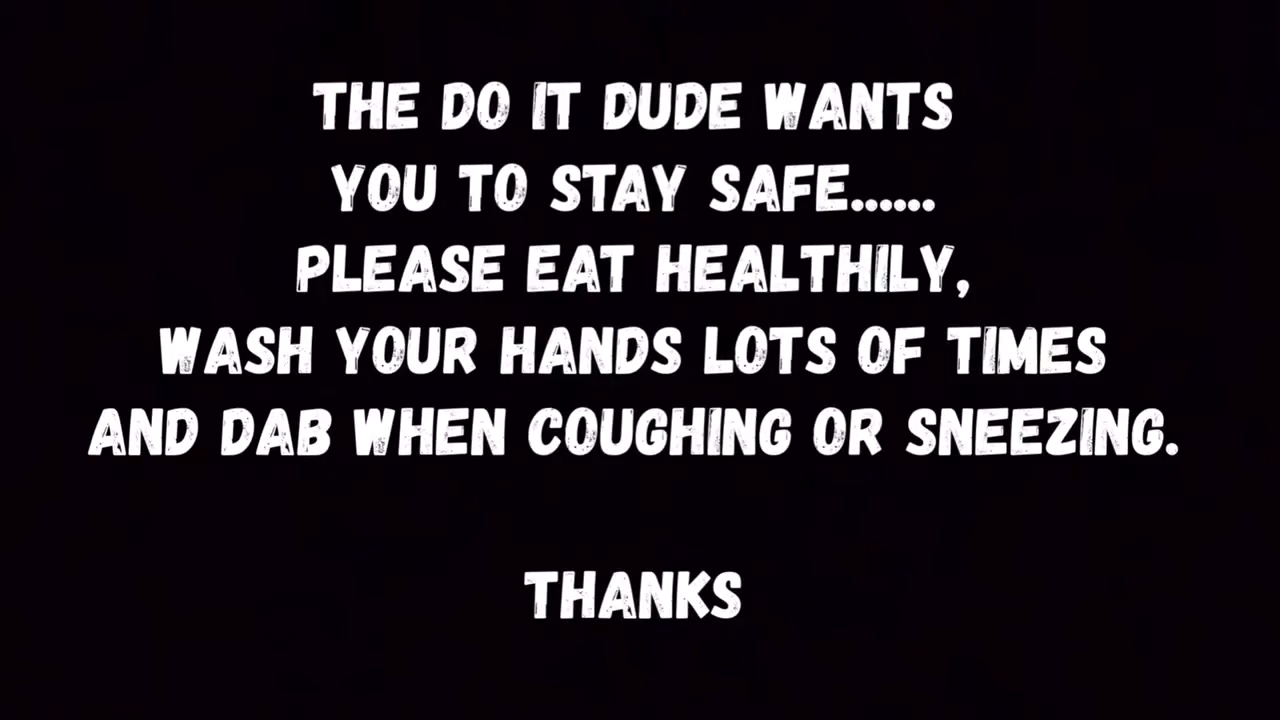 THE DO IT DUDE WANTS
YOU TO STAY SAFE......
PLEASE EAT HEALTHILY,
WASH YOUR HANDS LOTS OF TIMES
AND DAB WHEN COUGHING OR SNEEZING.
THANKS